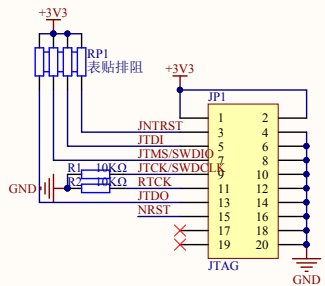 +3V3
RP1
表贴排阻
+3V3
JP1
1 2
JNTRST 3 4
JTDI 5 6
JTMS/SWDIO 7 8
R1 10KΩ JTCK/SWDCLK 9 10
GND R2 10KΩ RTCK 11 12
JTDO 13 14
NRST 15 16
17 18
19 20
JTAG
GND